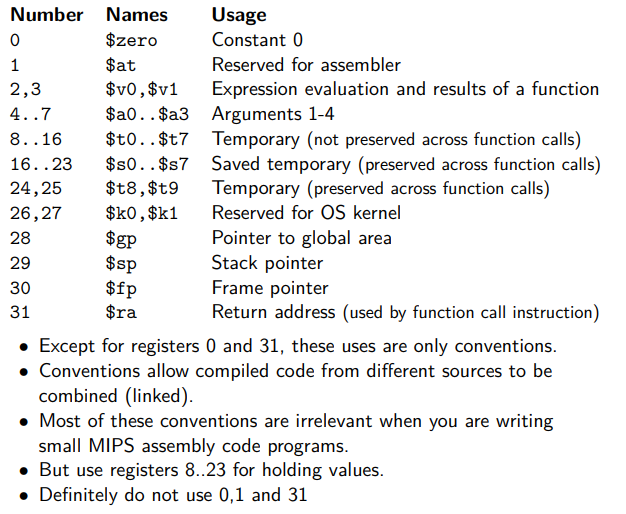 Number Names Usage
0 $zero Constant 0
1 $at Reserved for assembler
2,3 $v0,$v1 Expression evaluation and results of a function
4..7 $a0..$a3 Arguments 1-4
8..16 $t0..$t7 Temporary (not preserved across function calls)
16..23 $s0..$s7 Saved temporary (preserved across function calls)
24,25 $t8,$t9 Temporary (preserved across function calls)
26,27 $k0,$k1 Reserved for OS kernel
28 $gp Pointer to global area
29 $sp Stack pointer
30 $fp Frame pointer
31 $ra Return address (used by function call instruction)
• Except for registers 0 and 31, these uses are only conventions.
• Conventions allow compiled code from different sources to be
combined (linked).
• Most of these conventions are irrelevant when you are writing
small MIPS assembly code programs.
• But use registers 8..23 for holding values.
• Definitely do not use 0,1 and 31